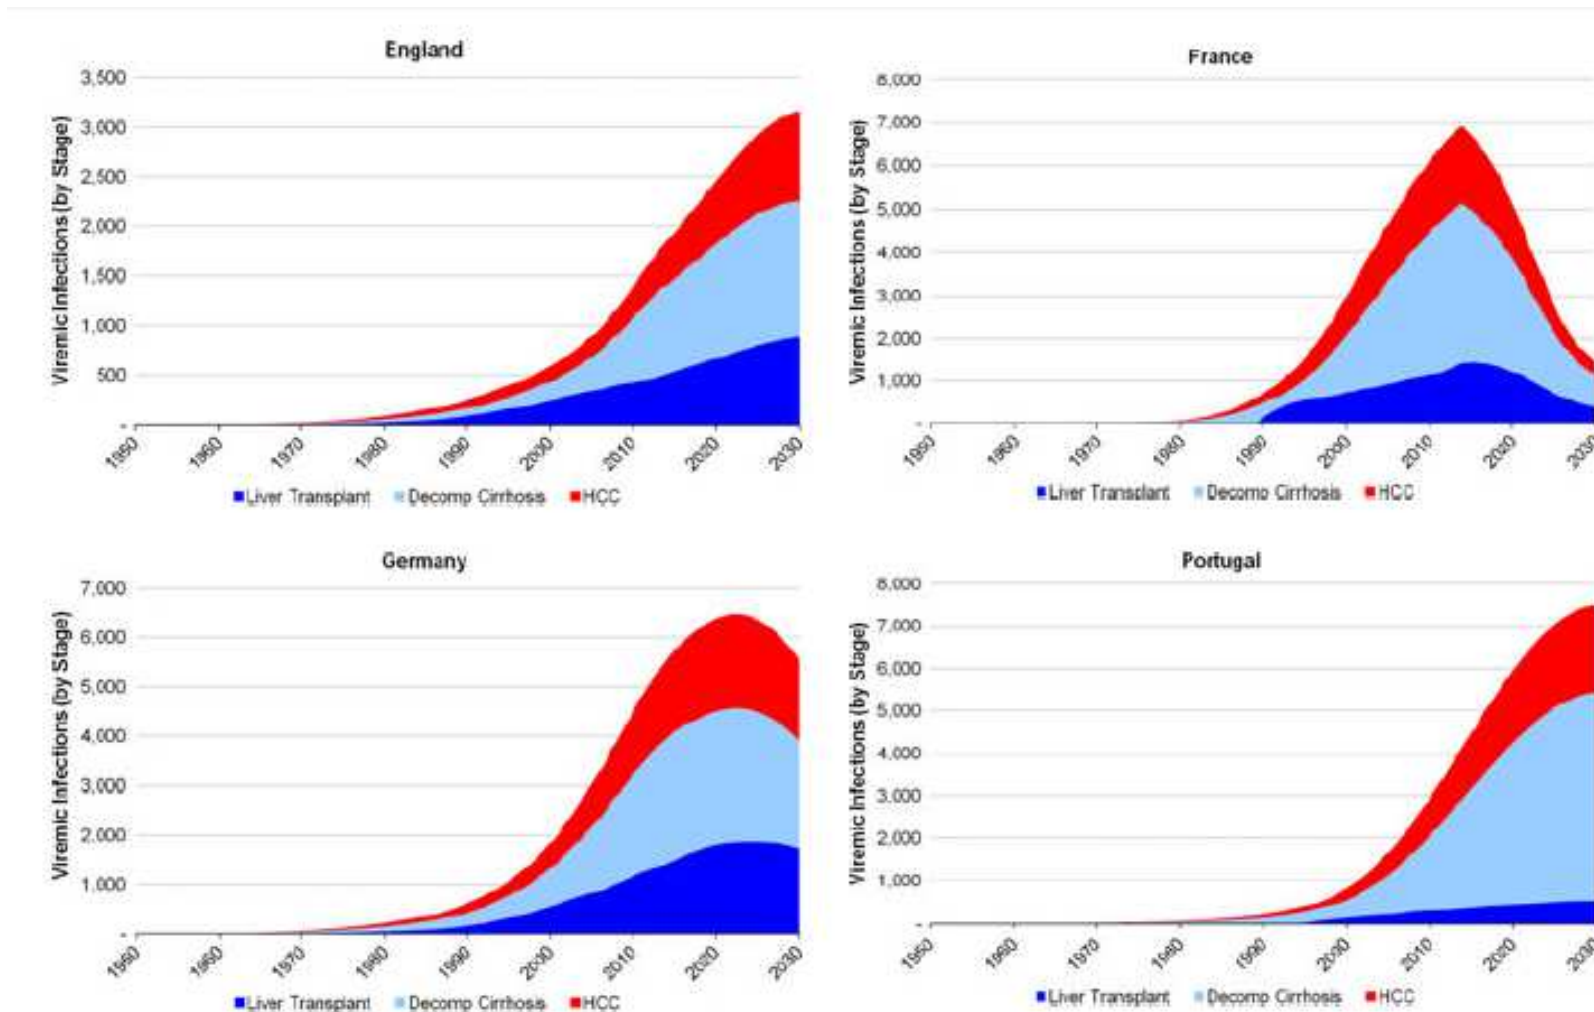 England
3,500
3,000
2,500
2,000
1,500
1,000
500
-
Viremic Infections (by Stage)
1950 1960 1970 1980 1990 2000 2010 2020 2030
Liver Transplant Decomp Cirrhosis HCC
France
8,000
7,000
6,000
5,000
4,000
3,000
2,000
1,000
-
Viremic Infections (by Stage)
1950 1960 1970 1980 1990 2000 2010 2020 2030
Liver Transplant Decomp Cirrhosis HCC
Germany
7,000
6,000
5,000
4,000
3,000
2,000
1,000
-
Viremic Infections (by Stage)
1950 1960 1970 1980 1990 2000 2010 2020 2030
Liver Transplant Decomp Cirrhosis HCC
Portugal
8,000
7,000
6,000
5,000
4,000
3,000
2,000
1,000
-
Viremic Infections (by Stage)
1950 1960 1970 1980 1990 2000 2010 2020 2030
Liver Transplant Decomp Cirrhosis HCC